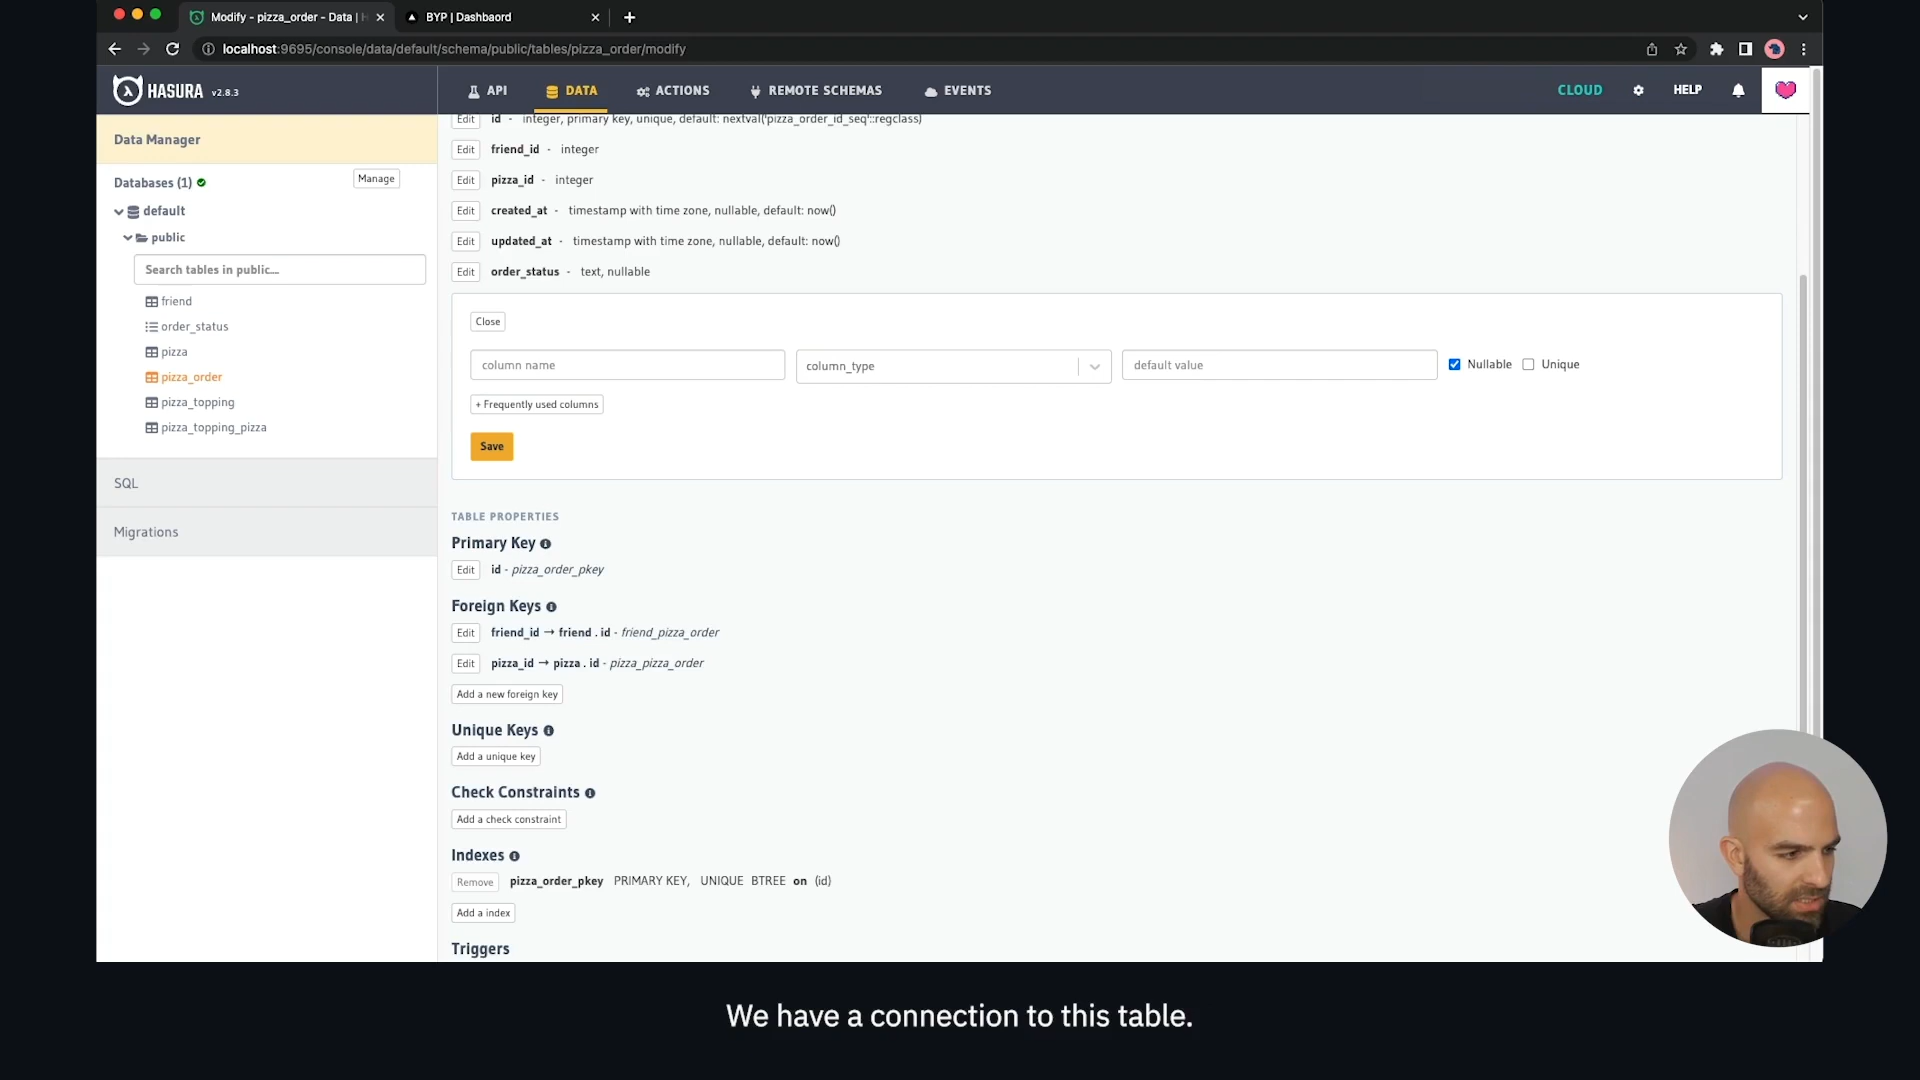 Modify - pizza_order - Data | H
BYP | Dashbaord
localhost:9695/console/data/default/schema/public/tables/pizza_order/modify
HASURA v2.8.3
API
DATA
ACTIONS
REMOTE SCHEMAS
EVENTS
CLOUD
HELP
Data Manager
Databases (1)
Manage
default
public
Search tables in public....
friend
order_status
pizza
pizza_order
pizza_topping
pizza_topping_pizza
SQL
Migrations
Edit id - integer, primary key, unique, default: nextval('pizza_order_id_seq'::regclass)
Edit friend_id - integer
Edit pizza_id - integer
Edit created_at - timestamp with time zone, nullable, default: now()
Edit updated_at - timestamp with time zone, nullable, default: now()
Edit order_status - text, nullable
Close
column name column_type default value Nullable Unique
+ Frequently used columns
Save
TABLE PROPERTIES
Primary Key
Edit id - pizza_order_pkey
Foreign Keys
Edit friend_id → friend . id - friend_pizza_order
Edit pizza_id → pizza . id - pizza_pizza_order
Add a new foreign key
Unique Keys
Add a unique key
Check Constraints
Add a check constraint
Indexes
Remove pizza_order_pkey PRIMARY KEY, UNIQUE BTREE on (id)
Add a index
Triggers
We have a connection to this table.